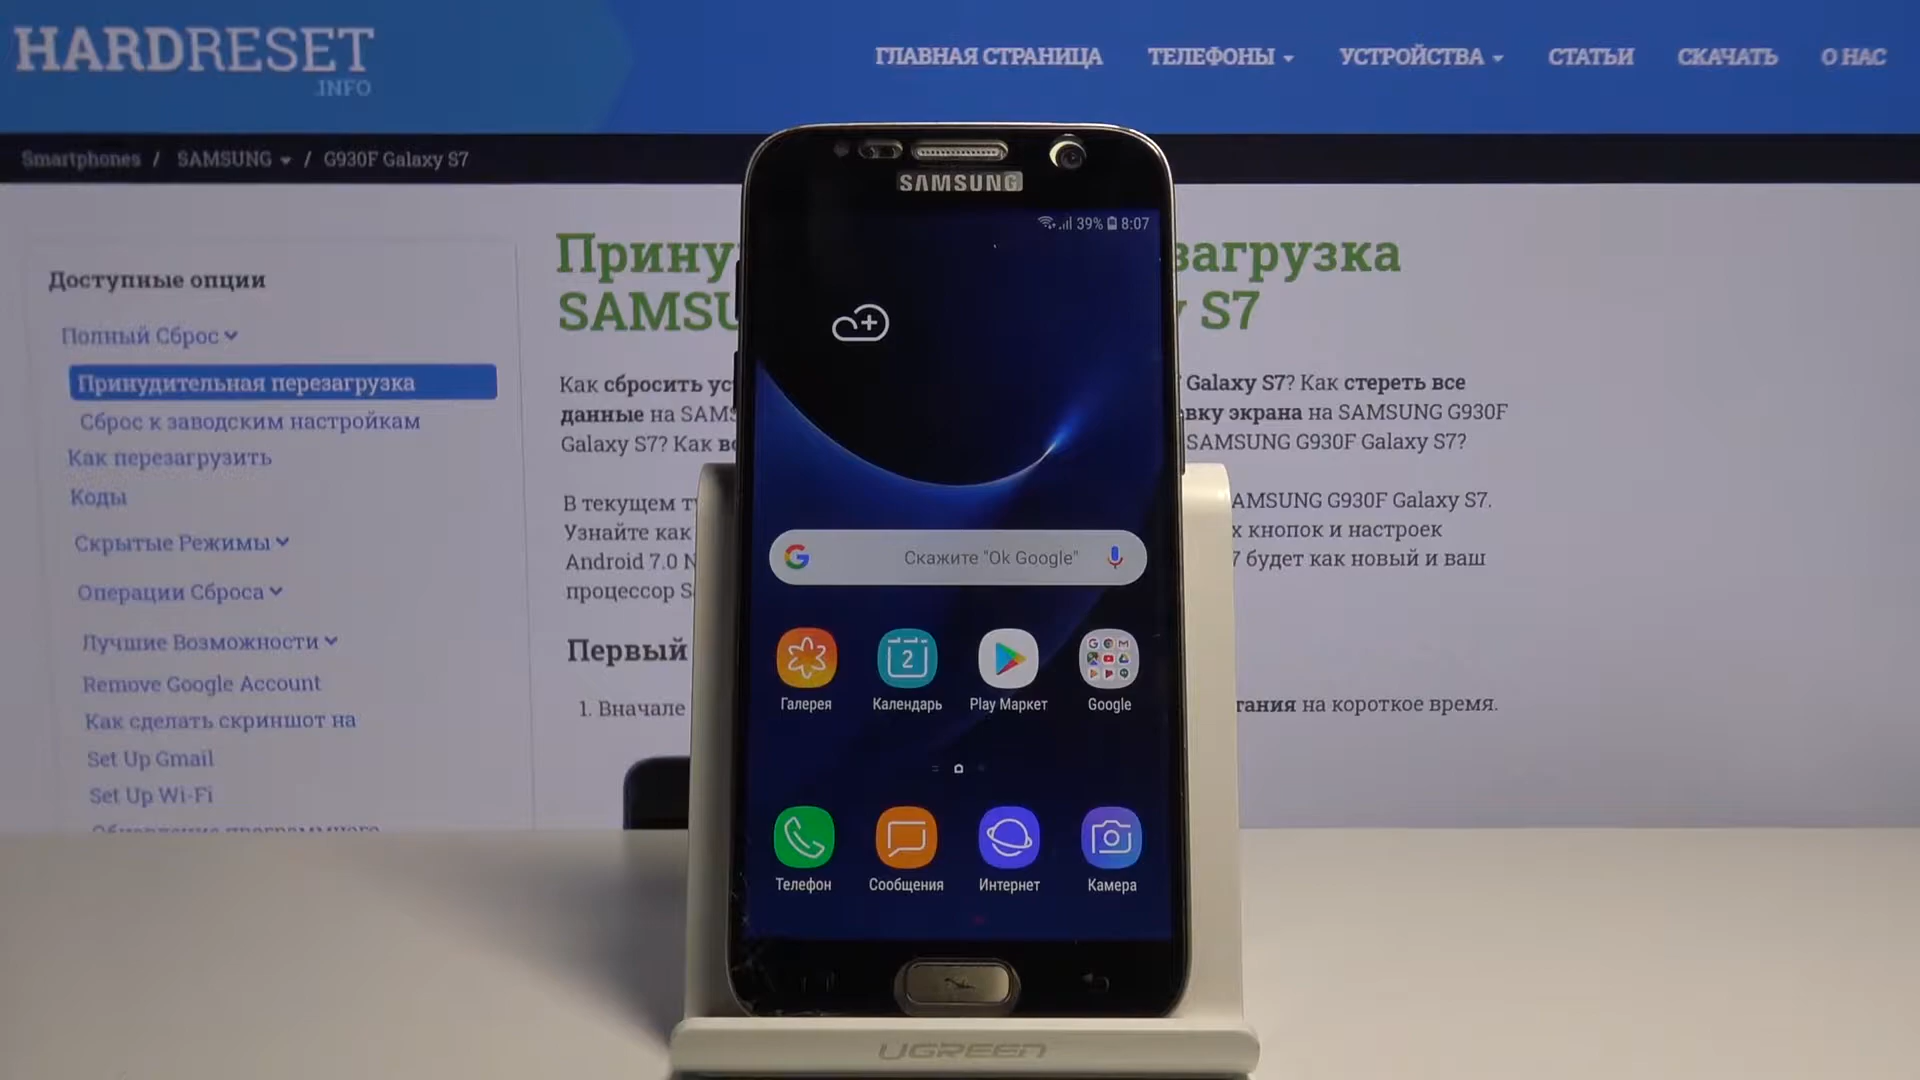 HARDRESET
.INFO
ГЛАВНАЯ СТРАНИЦА ТЕЛЕФОНЫ УСТРОЙСТВА СТАТЬИ СКАЧАТЬ О НАС
Smartphones / SAMSUNG / G930F Galaxy S7
Доступные опции
Полный Сброс
Принудительная перезагрузка
Сброс к заводским настройкам
Как перезагрузить
Коды
Скрытые Режимы
Операции Сброса
Лучшие Возможности
Remove Google Account
Как сделать скриншот на
Set Up Gmail
Set Up Wi-Fi
Прину загрузка
SAMSU S7
Как сбросить ус Galaxy S7? Как стереть все
данные на SAMS вку экрана на SAMSUNG G930F
Galaxy S7? Как SAMSUNG G930F Galaxy S7?
В текущем AMSUNG G930F Galaxy S7.
Узнайте как х кнопок и настроек
Android 7.0 N 7 будет как новый и ваш
процессор S
Первый
1. Вначале тания на короткое время.
SAMSUNG
39% 8:07
G Скажите "Ok Google"
2
Галерея Календарь Play Маркет Google
Телефон Сообщения Интернет Камера
UGREEN